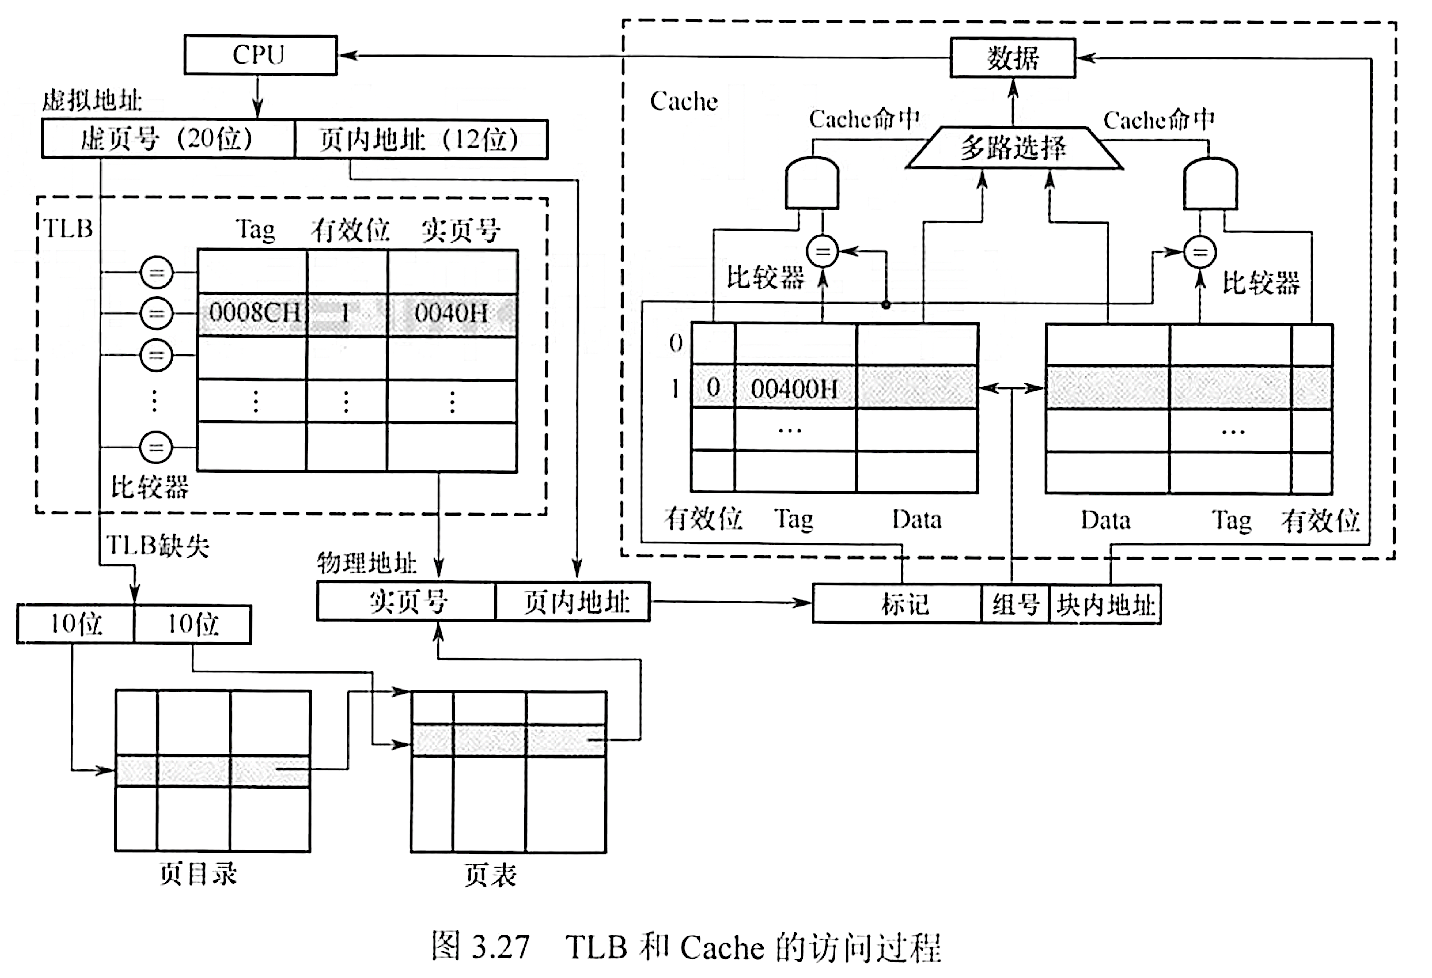 CPU
数据
Cache
虚拟地址
虚页号（20位） 页内地址（12位）
Cache命中 Cache命中
多路选择
TLB Tag 有效位 实页号
=
= 0008CH 1 0040H
=
⋮ ⋮ ⋮ ⋮
=
比较器
= =
比较器 比较器
0
1 0 00400H
… …
有效位 Tag Data Data Tag 有效位
TLB缺失
物理地址
实页号 页内地址 标记 组号 块内地址
10位 10位
页目录 页表
图 3.27 TLB 和 Cache 的访问过程